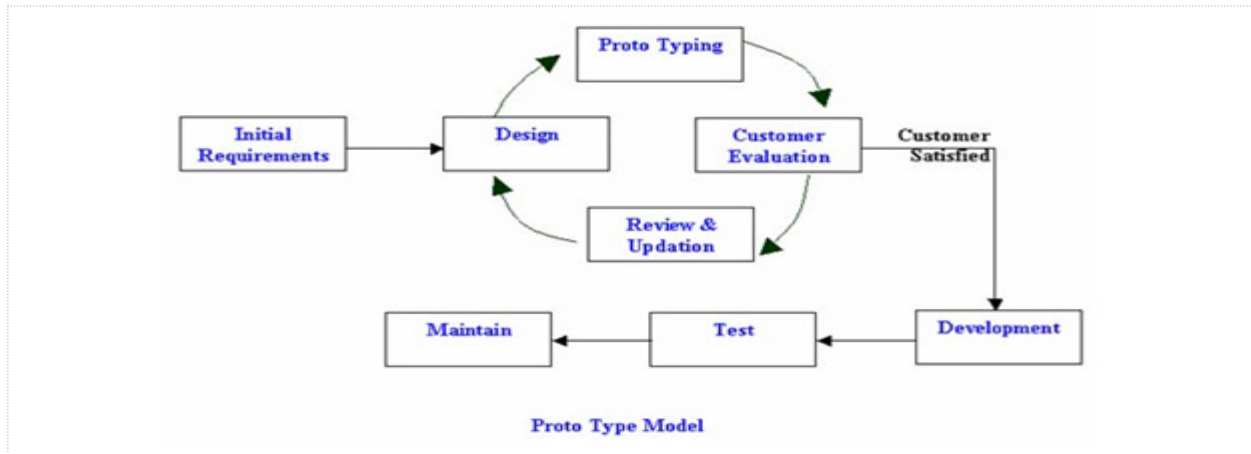 Proto Typing
Initial
Requirements
Design
Customer
Evaluation
Customer
Satisfied
Review &
Updation
Maintain
Test
Development
Proto Type Model